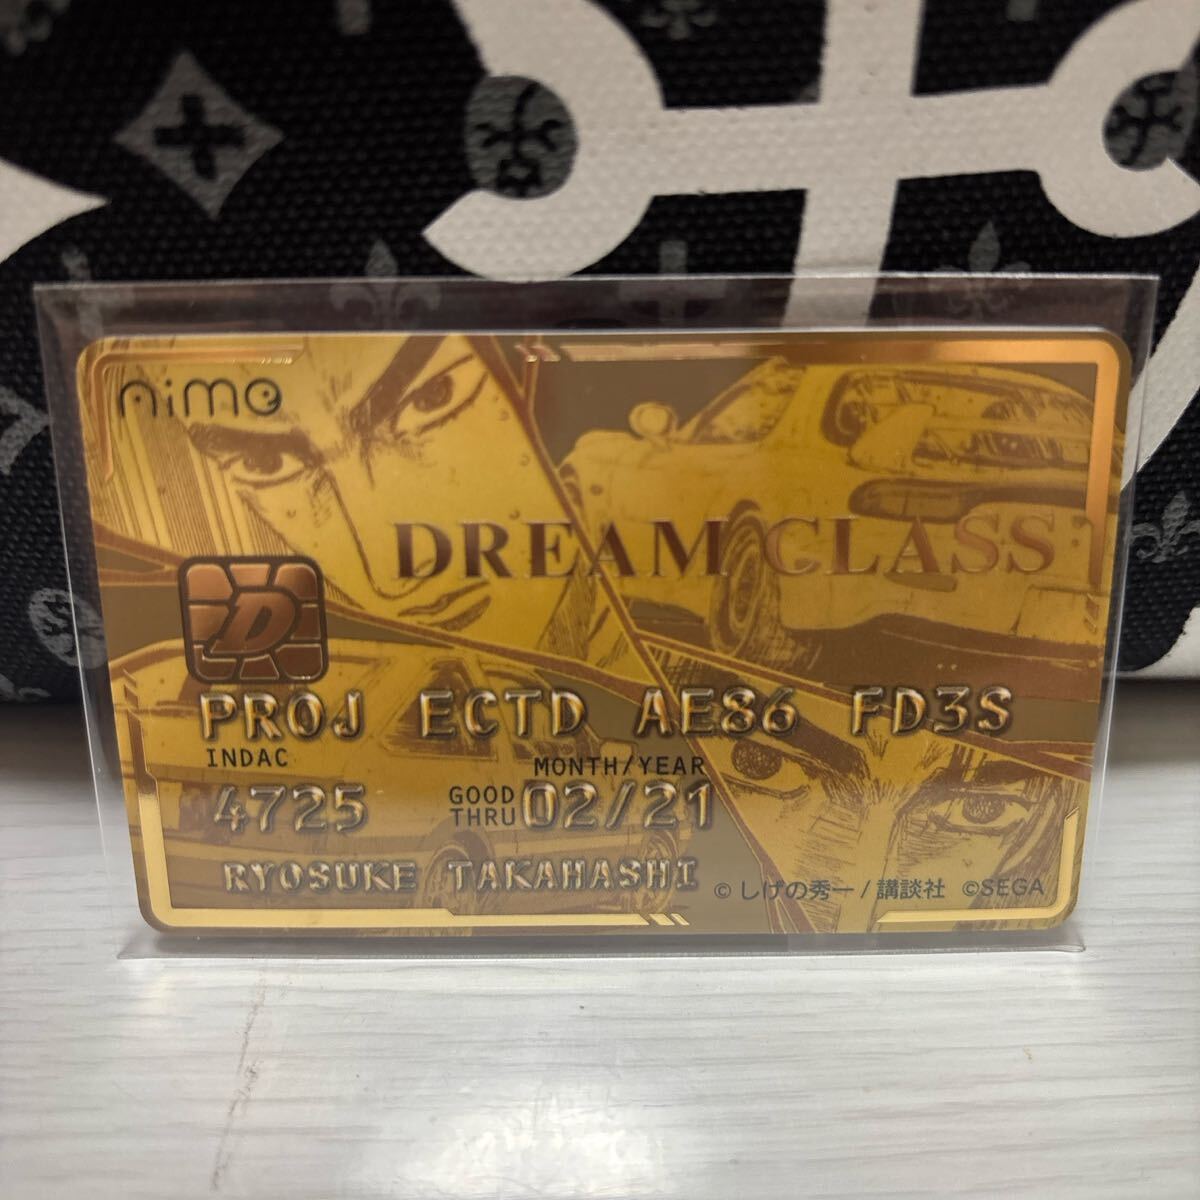 nimo
DREAM CLASS
D
PROJ ECTD AE86 FD3S
INDAC
MONTH/YEAR
4725
GOOD THRU 02/21
RYOSUKE TAKAHASHI
© しげの秀一/講談社 ©SEGA